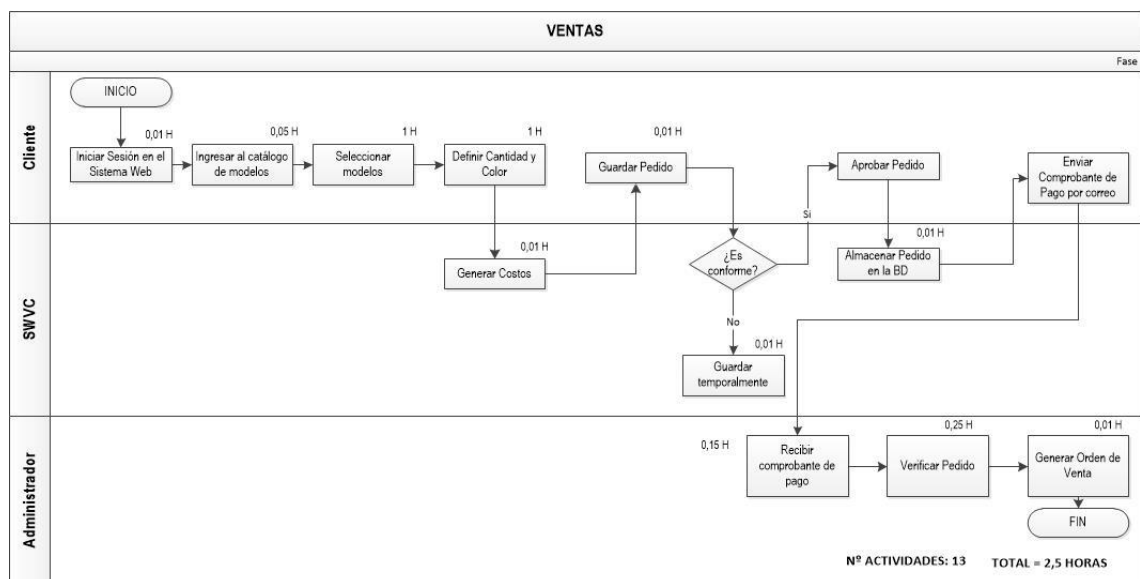 VENTAS
Fase
Cliente
INICIO
0,01 H
Iniciar Sesión en el
Sistema Web
0,05 H
Ingresar al catálogo
de modelos
1 H
Seleccionar
modelos
1 H
Definir Cantidad y
Color
0,01 H
Guardar Pedido
Aprobar Pedido
Enviar
Comprobante de
Pago por correo
Si
SWVC
0,01 H
Generar Costos
¿Es
conforme?
0,01 H
Almacenar Pedido
en la BD
No
0,01 H
Guardar
temporalmente
Administrador
0,15 H
Recibir
comprobante de
pago
0,25 H
Verificar Pedido
0,01 H
Generar Orden de
Venta
FIN
Nº ACTIVIDADES: 13 TOTAL = 2,5 HORAS